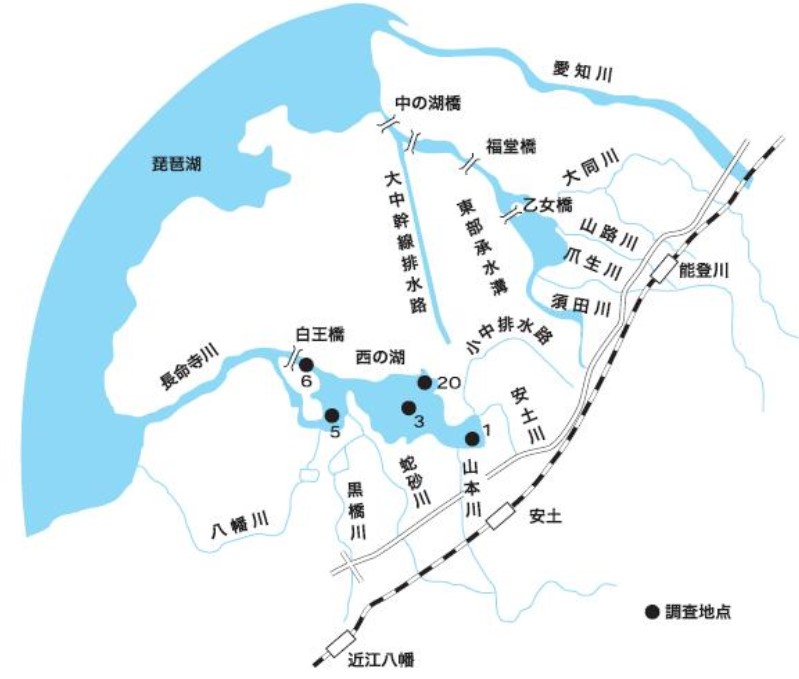 愛知川
中の湖橋
福堂橋
琵琶湖
大同川
大中幹線排水路
東部承水溝
乙女橋
山路川
爪生川
能登川
須田川
小中排水路
白王橋
西の湖
長命寺川
6
20
3
5
1
安土川
蛇砂川
山本川
黒橋川
八幡川
安土
調査地点
近江八幡